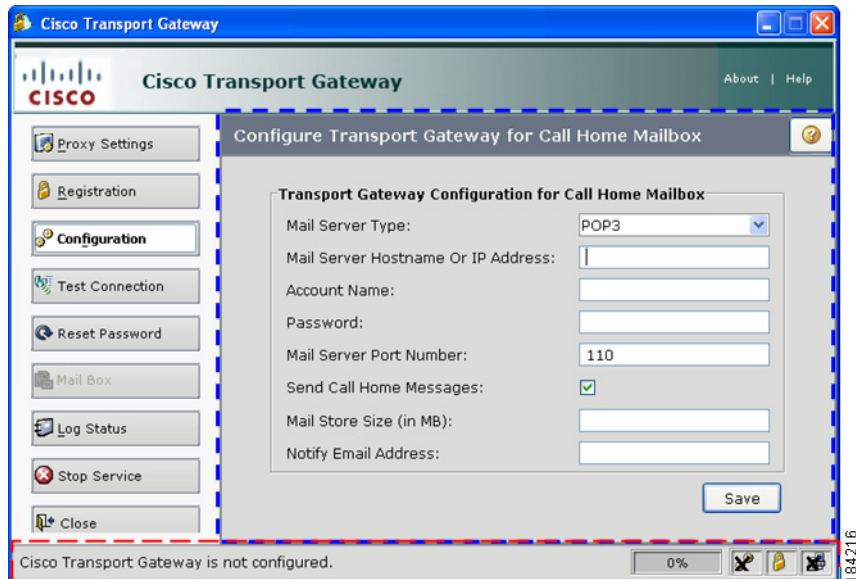 Cisco Transport Gateway
CISCO
Cisco Transport Gateway
About | Help
Proxy Settings
Registration
Configuration
Test Connection
Reset Password
Mail Box
Log Status
Stop Service
Close
Configure Transport Gateway for Call Home Mailbox
Transport Gateway Configuration for Call Home Mailbox
Mail Server Type: POP3
Mail Server Hostname Or IP Address:
Account Name:
Password:
Mail Server Port Number: 110
Send Call Home Messages:
Mail Store Size (in MB):
Notify Email Address:
Save
Cisco Transport Gateway is not configured.
0%
84216